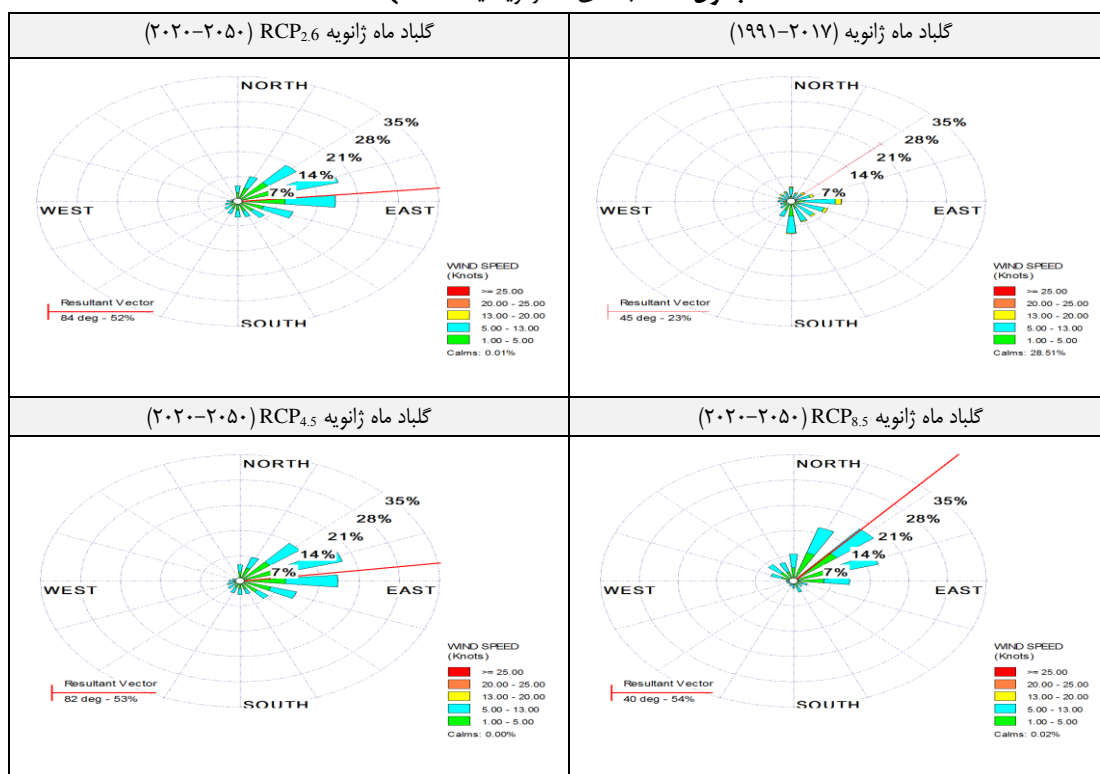 گلباد ماه ژانویه (۲۰۱۷-۱۹۹۱)
NORTH
35%
28%
21%
14%
7%
WEST
EAST
SOUTH
WIND SPEED
(Knots)
>= 25.00
20.00 - 25.00
13.00 - 20.00
5.00 - 13.00
1.00 - 5.00
Calms: 28.51%
Resultant Vector
45 deg - 23%
گلباد ماه ژانویه RCP2.6 (۲۰۲۰-۲۰۵۰)
NORTH
35%
28%
21%
14%
7%
WEST
EAST
SOUTH
WIND SPEED
(Knots)
>= 25.00
20.00 - 25.00
13.00 - 20.00
5.00 - 13.00
1.00 - 5.00
Calms: 0.01%
Resultant Vector
84 deg - 52%
گلباد ماه ژانویه RCP8.5 (۲۰۲۰-۲۰۵۰)
NORTH
35%
28%
21%
14%
7%
WEST
EAST
SOUTH
WIND SPEED
(Knots)
>= 25.00
20.00 - 25.00
13.00 - 20.00
5.00 - 13.00
1.00 - 5.00
Calms: 0.02%
Resultant Vector
40 deg - 54%
گلباد ماه ژانویه RCP4.5 (۲۰۲۰-۲۰۵۰)
NORTH
35%
28%
21%
14%
7%
WEST
EAST
SOUTH
WIND SPEED
(Knots)
>= 25.00
20.00 - 25.00
13.00 - 20.00
5.00 - 13.00
1.00 - 5.00
Calms: 0.00%
Resultant Vector
82 deg - 53%